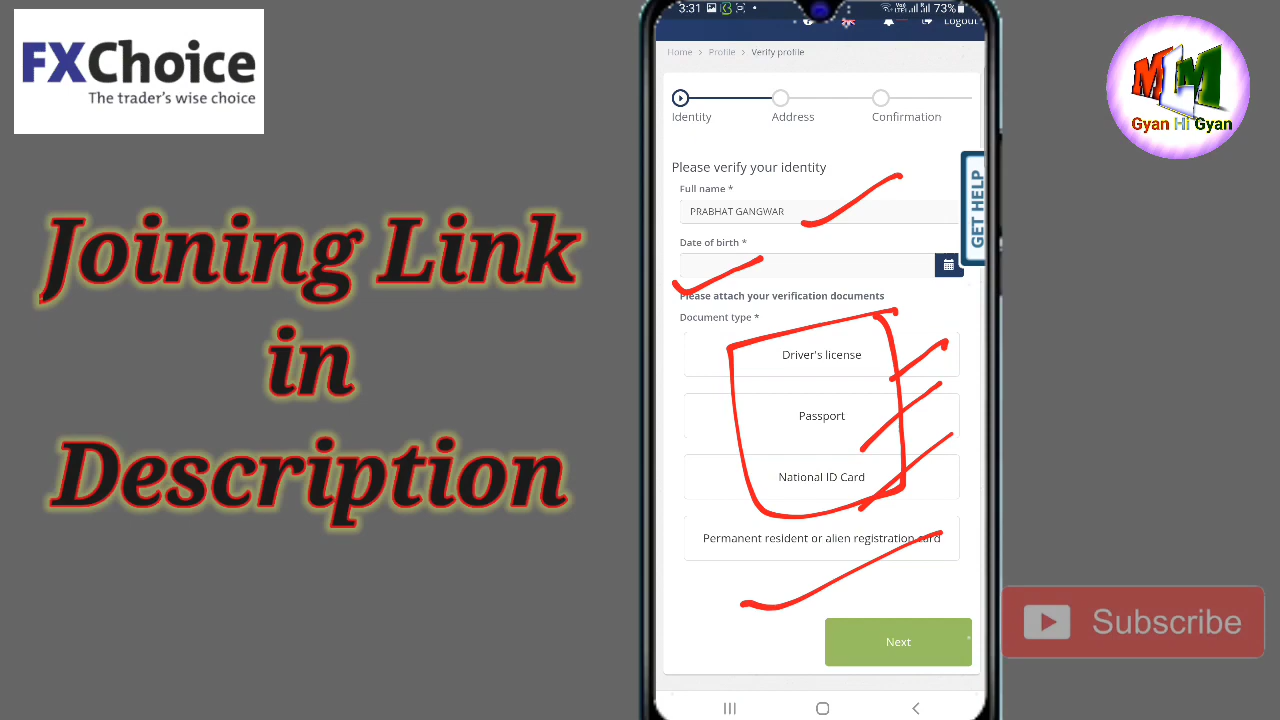 FXChoice
The trader's wise choice
Joining Link
in
Description
3:31
73%
Logout
Home > Profile > Verify profile
Identity
Address
Confirmation
Please verify your identity
Full name *
PRABHAT GANGWAR
Date of birth *
Please attach your verification documents
Document type *
Driver's license
Passport
National ID Card
Permanent resident or alien registration card
Next
GET HELP
MLM
Gyan Hi Gyan
Subscribe